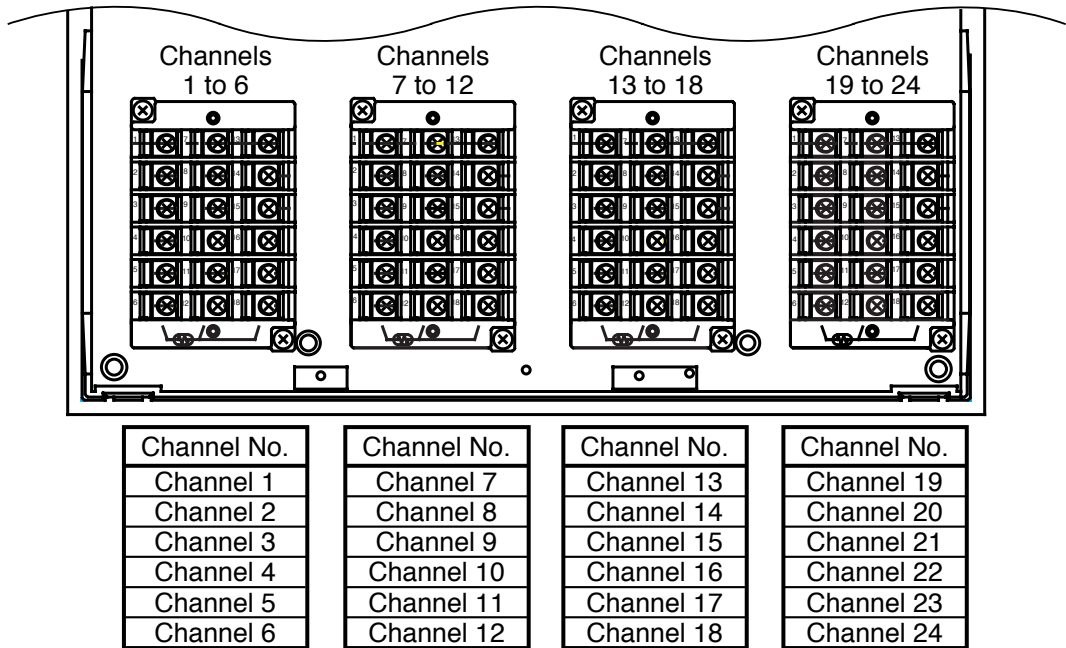 Channels
1 to 6
Channels
7 to 12
Channels
13 to 18
Channels
19 to 24
Channel No.
Channel 1
Channel 2
Channel 3
Channel 4
Channel 5
Channel 6
Channel No.
Channel 7
Channel 8
Channel 9
Channel 10
Channel 11
Channel 12
Channel No.
Channel 13
Channel 14
Channel 15
Channel 16
Channel 17
Channel 18
Channel No.
Channel 19
Channel 20
Channel 21
Channel 22
Channel 23
Channel 24